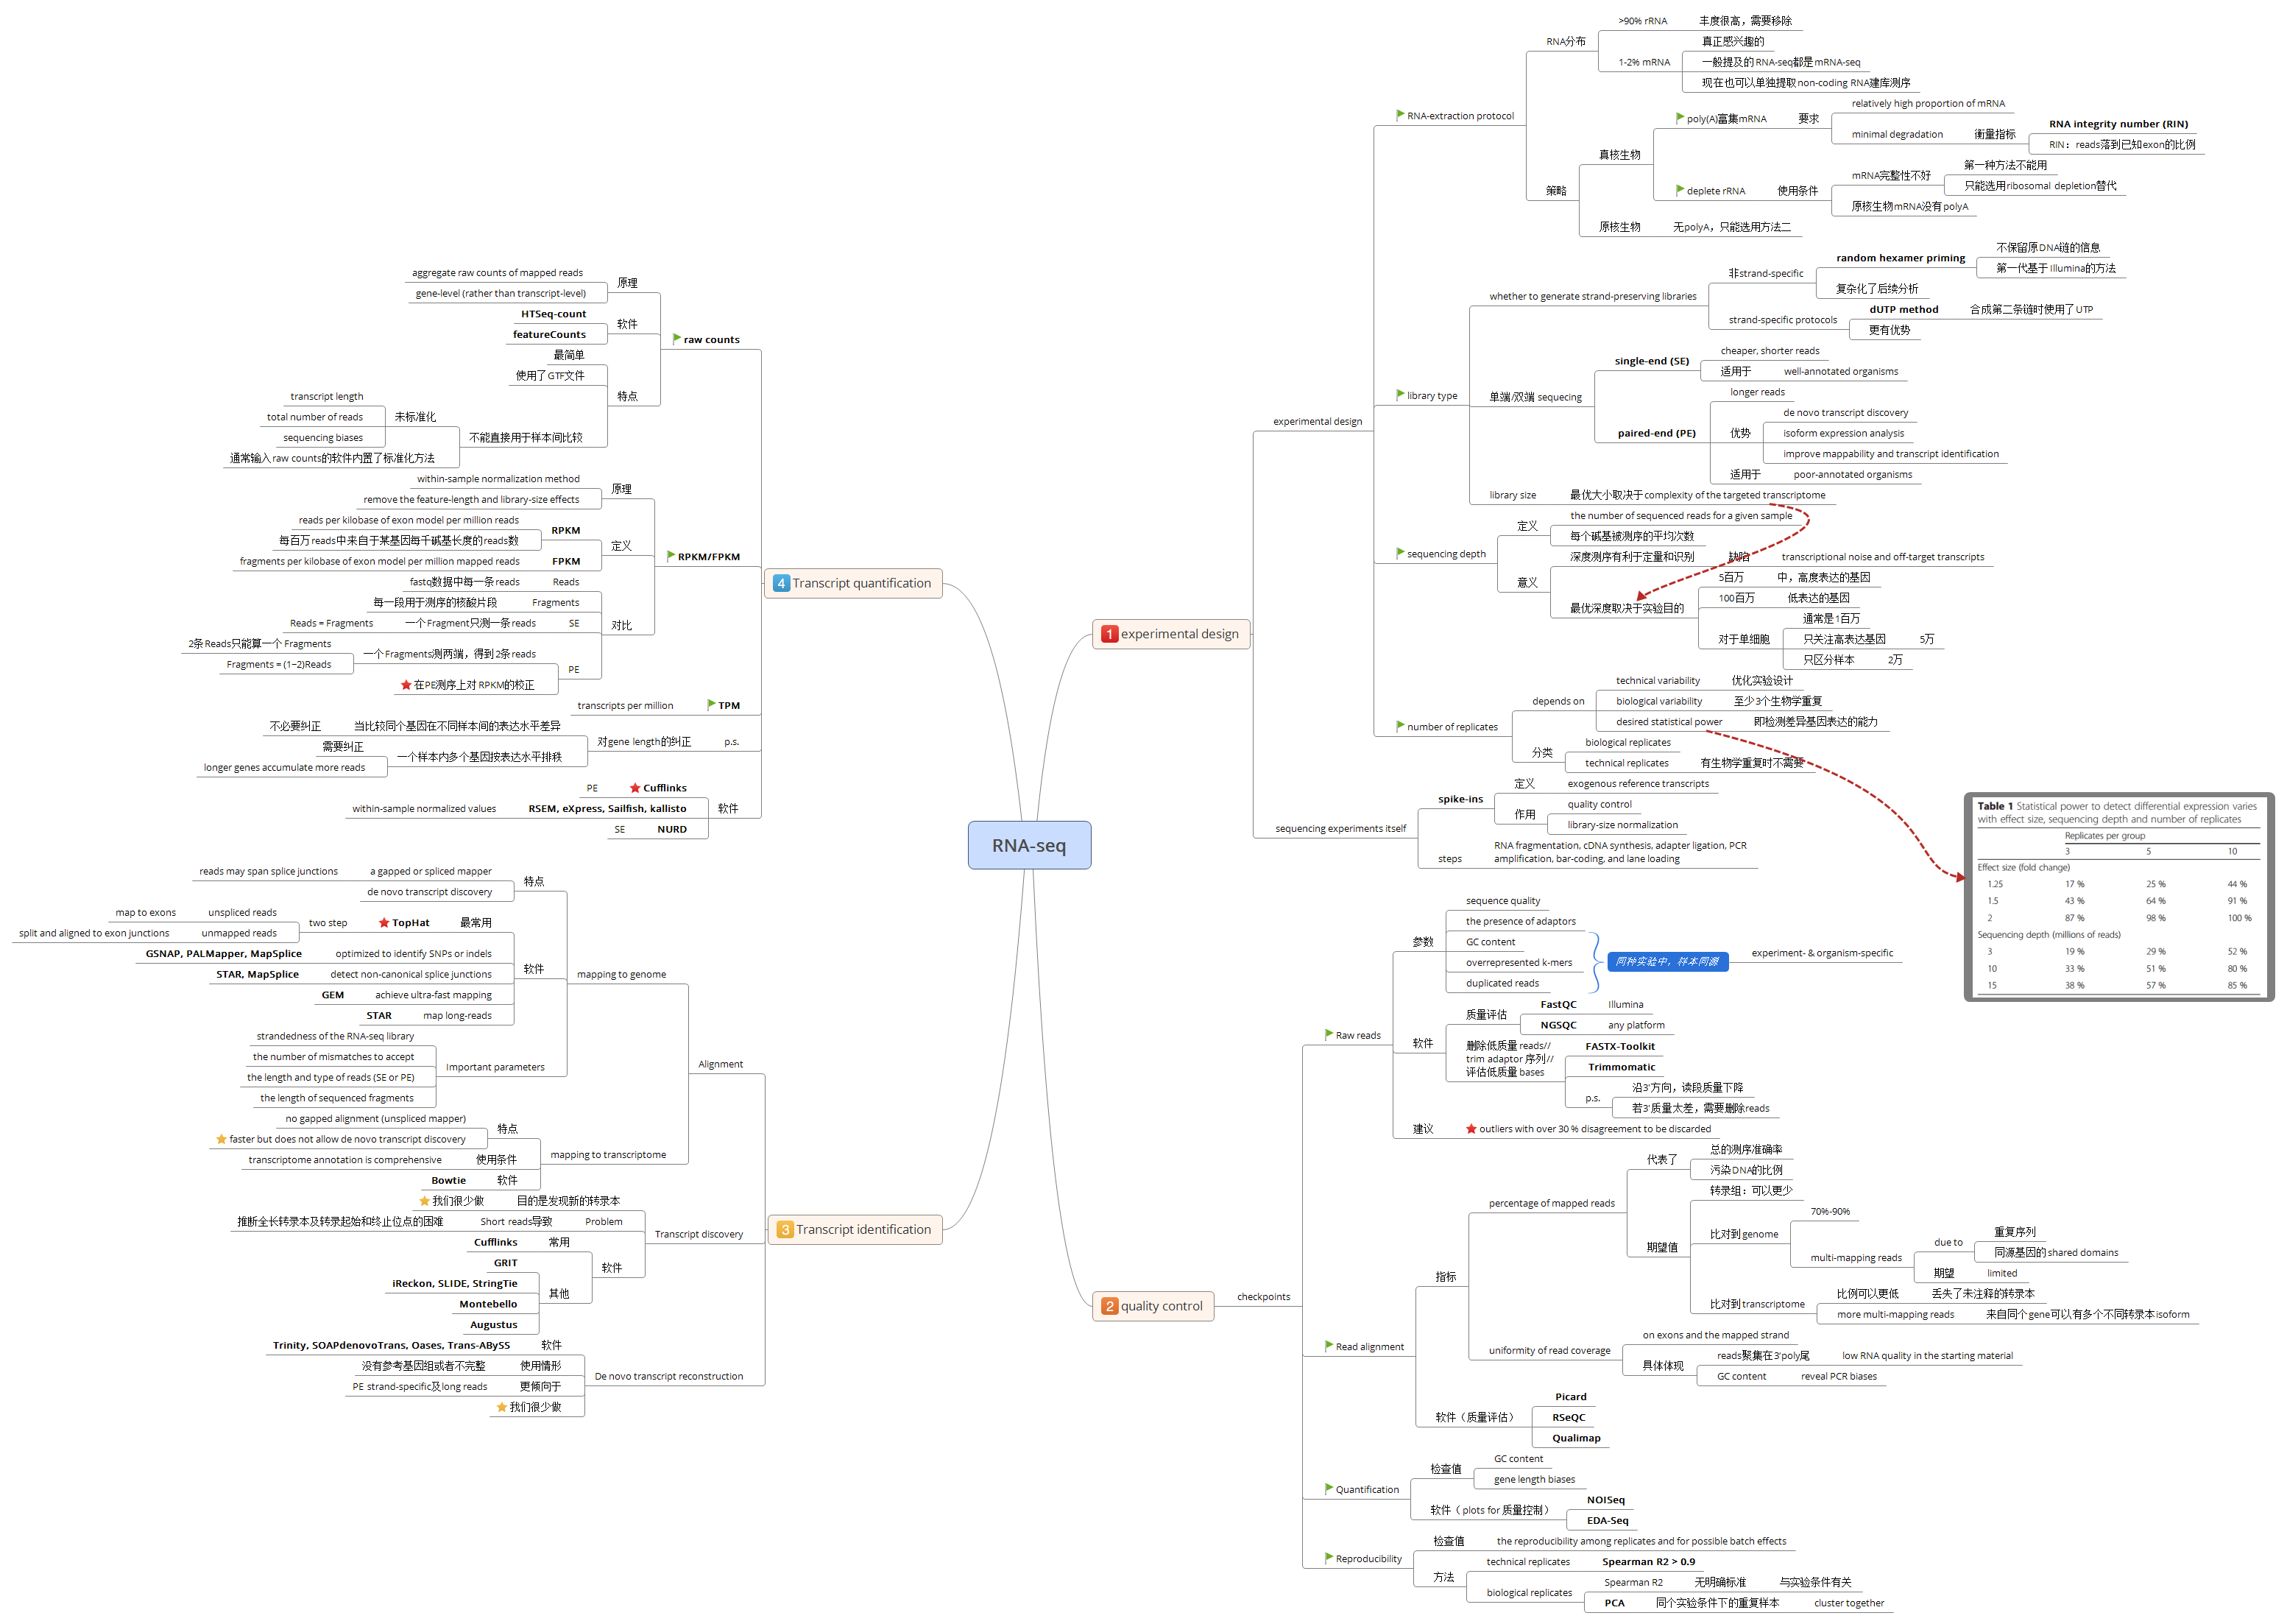 RNA-seq
1 experimental design
experimental design
RNA-extraction protocol
RNA分布
>90% rRNA 丰度很高，需要移除
1-2% mRNA
真正感兴趣的
一般提及的RNA-seq都是mRNA-seq
现在也可以单独提取non-coding RNA建库测序
策略
真核生物
poly(A)富集mRNA 要求
relatively high proportion of mRNA
minimal degradation 衡量指标
RNA integrity number (RIN)
RIN：reads落到已知exon的比例
deplete rRNA 使用条件
mRNA完整性不好
第一种方法不能用
只能选用ribosomal depletion替代
原核生物mRNA没有polyA
原核生物 无polyA，只能选用方法二
library type
whether to generate strand-preserving libraries
非strand-specific
random hexamer priming
不保留原DNA链的信息
第一代基于Illumina的方法
复杂化了后续分析
strand-specific protocols
dUTP method 合成第二条链时使用了UTP
更有优势
单端/双端 sequecing
single-end (SE)
cheaper, shorter reads
适用于 well-annotated organisms
paired-end (PE)
longer reads
优势
de novo transcript discovery
isoform expression analysis
improve mappability and transcript identification
适用于 poor-annotated organisms
library size 最优大小取决于complexity of the targeted transcriptome
sequencing depth
定义
the number of sequenced reads for a given sample
每个碱基被测序的平均次数
意义
深度测序有利于定量和识别 缺陷 transcriptional noise and off-target transcripts
最优深度取决于实验目的
5百万 中，高度表达的基因
100百万 低表达的基因
对于单细胞
通常是1百万
只关注高表达基因 5万
只区分样本 2万
number of replicates
depends on
technical variability 优化实验设计
biological variability 至少3个生物学重复
desired statistical power 即检测差异基因表达的能力
分类
biological replicates
technical replicates 有生物学重复时不需要
sequencing experiments itself
spike-ins
定义 exogenous reference transcripts
作用
quality control
library-size normalization
steps
RNA fragmentation, cDNA synthesis, adapter ligation, PCR
amplification, bar-coding, and lane loading
Table 1 Statistical power to detect differential expression varies
with effect size, sequencing depth and number of replicates
Replicates per group
3 5 10
Effect size (fold change)
1.25 17 % 25 % 44 %
1.5 43 % 64 % 91 %
2 87 % 98 % 100 %
Sequencing depth (millions of reads)
3 19 % 29 % 52 %
10 33 % 51 % 80 %
15 38 % 57 % 85 %
2 quality control
checkpoints
Raw reads
参数
sequence quality
the presence of adaptors
GC content
overrepresented k-mers
duplicated reads
同种实验中，样本同源
experiment- & organism-specific
软件
质量评估
FastQC Illumina
NGSQC any platform
删除低质量reads//
trim adaptor 序列//
评估低质量bases
FASTX-Toolkit
Trimmomatic
p.s.
沿3'方向，读段质量下降
若3'质量太差，需要删除reads
建议 outliers with over 30 % disagreement to be discarded
Read alignment
指标
percentage of mapped reads
代表了
总的测序准确率
污染DNA的比例
期望值
转录组：可以更少
比对到genome
70%-90%
multi-mapping reads
due to
重复序列
同源基因的shared domains
期望 limited
比对到transcriptome
比例可以更低 丢失了未注释的转录本
more multi-mapping reads 来自同个gene可以有多个不同转录本isoform
uniformity of read coverage
on exons and the mapped strand
具体体现
reads聚集在3'poly尾 low RNA quality in the starting material
GC content reveal PCR biases
软件（质量评估）
Picard
RSeQC
Qualimap
Quantification
检查值
GC content
gene length biases
软件（plots for 质量控制）
NOISeq
EDA-Seq
Reproducibility
检查值 the reproducibility among replicates and for possible batch effects
方法
technical replicates Spearman R2 > 0.9
biological replicates
Spearman R2 无明确标准 与实验条件有关
PCA 同个实验条件下的重复样本 cluster together
3 Transcript identification
Alignment
mapping to genome
特点
a gapped or spliced mapper reads may span splice junctions
de novo transcript discovery
软件
最常用 TopHat two step
unspliced reads map to exons
unmapped reads split and aligned to exon junctions
optimized to identify SNPs or indels GSNAP, PALMapper, MapSplice
detect non-canonical splice junctions STAR, MapSplice
achieve ultra-fast mapping GEM
map long-reads STAR
Important parameters
strandedness of the RNA-seq library
the number of mismatches to accept
the length and type of reads (SE or PE)
the length of sequenced fragments
mapping to transcriptome
特点
no gapped alignment (unspliced mapper)
faster but does not allow de novo transcript discovery
使用条件 transcriptome annotation is comprehensive
软件 Bowtie
Transcript discovery
目的是发现新的转录本 我们很少做
Problem Short reads导致 推断全长转录本及转录起始和终止位点的困难
软件
常用 Cufflinks
其他
GRIT
iReckon, SLIDE, StringTie
Montebello
Augustus
De novo transcript reconstruction
软件 Trinity, SOAPdenovoTrans, Oases, Trans-ABySS
使用情形 没有参考基因组或者不完整
更倾向于 PE strand-specific及long reads
我们很少做
4 Transcript quantification
raw counts
原理
aggregate raw counts of mapped reads
gene-level (rather than transcript-level)
软件
HTSeq-count
featureCounts
特点
最简单
使用了GTF文件
不能直接用于样本间比较
未标准化
transcript length
total number of reads
sequencing biases
通常输入raw counts的软件内置了标准化方法
RPKM/FPKM
原理
within-sample normalization method
remove the feature-length and library-size effects
定义
RPKM
reads per kilobase of exon model per million reads
每百万reads中来自于某基因每千碱基长度的reads数
FPKM fragments per kilobase of exon model per million mapped reads
对比
Reads fastq数据中每一条reads
Fragments 每一段用于测序的核酸片段
SE 一个Fragment只测一条reads Reads = Fragments
PE
一个Fragments测两端，得到2条reads
2条Reads只能算一个Fragments
Fragments = (1~2)Reads
在PE测序上对RPKM的校正
TPM transcripts per million
p.s. 对gene length的纠正
当比较同个基因在不同样本间的表达水平差异 不必要纠正
一个样本内多个基因按表达水平排秩
需要纠正
longer genes accumulate more reads
软件
Cufflinks PE
RSEM, eXpress, Sailfish, kallisto within-sample normalized values
NURD SE